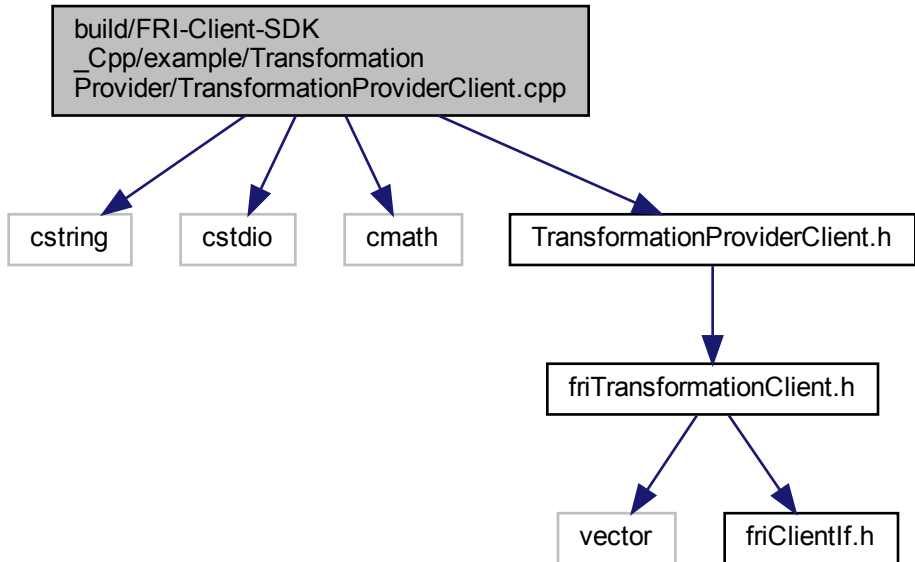 build/FRI-Client-SDK
_Cpp/example/Transformation
Provider/TransformationProviderClient.cpp
cstring
cstdio
cmath
TransformationProviderClient.h
friTransformationClient.h
vector
friClientIf.h